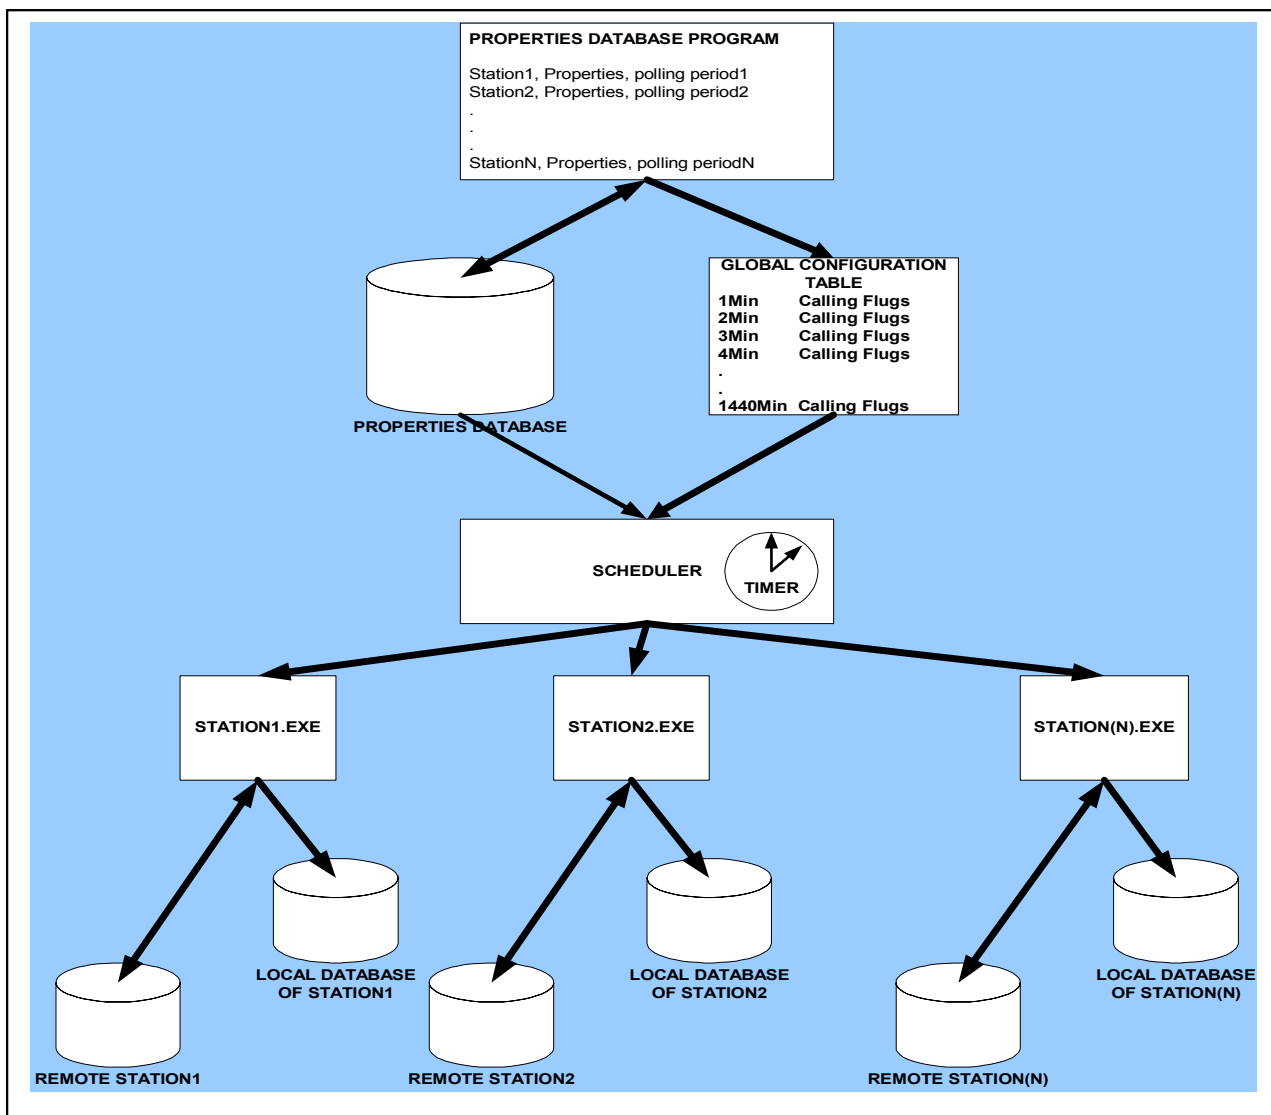 PROPERTIES DATABASE PROGRAM
Station1, Properties, polling period1
Station2, Properties, polling period2
.
.
.
StationN, Properties, polling periodN
GLOBAL CONFIGURATION
TABLE
1Min Calling Flugs
2Min Calling Flugs
3Min Calling Flugs
4Min Calling Flugs
.
.
1440Min Calling Flugs
PROPERTIES DATABASE
SCHEDULER
TIMER
STATION1.EXE
STATION2.EXE
STATION(N).EXE
LOCAL DATABASE
OF STATION1
LOCAL DATABASE
OF STATION2
LOCAL DATABASE
OF STATION(N)
REMOTE STATION1
REMOTE STATION2
REMOTE STATION(N)